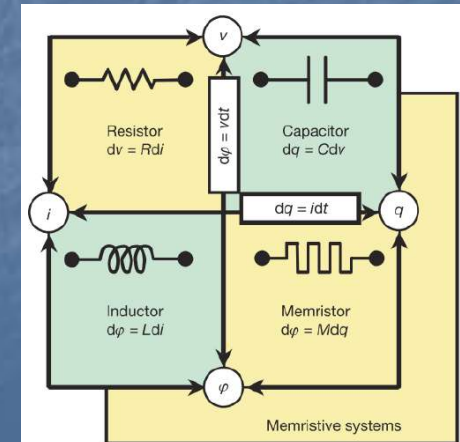 v
Resistor
dv = Rdi
dφ = vdt
Capacitor
dq = Cdv
i
dq = idt
q
Inductor
dφ = Ldi
Memristor
dφ = Mdq
φ
Memristive systems